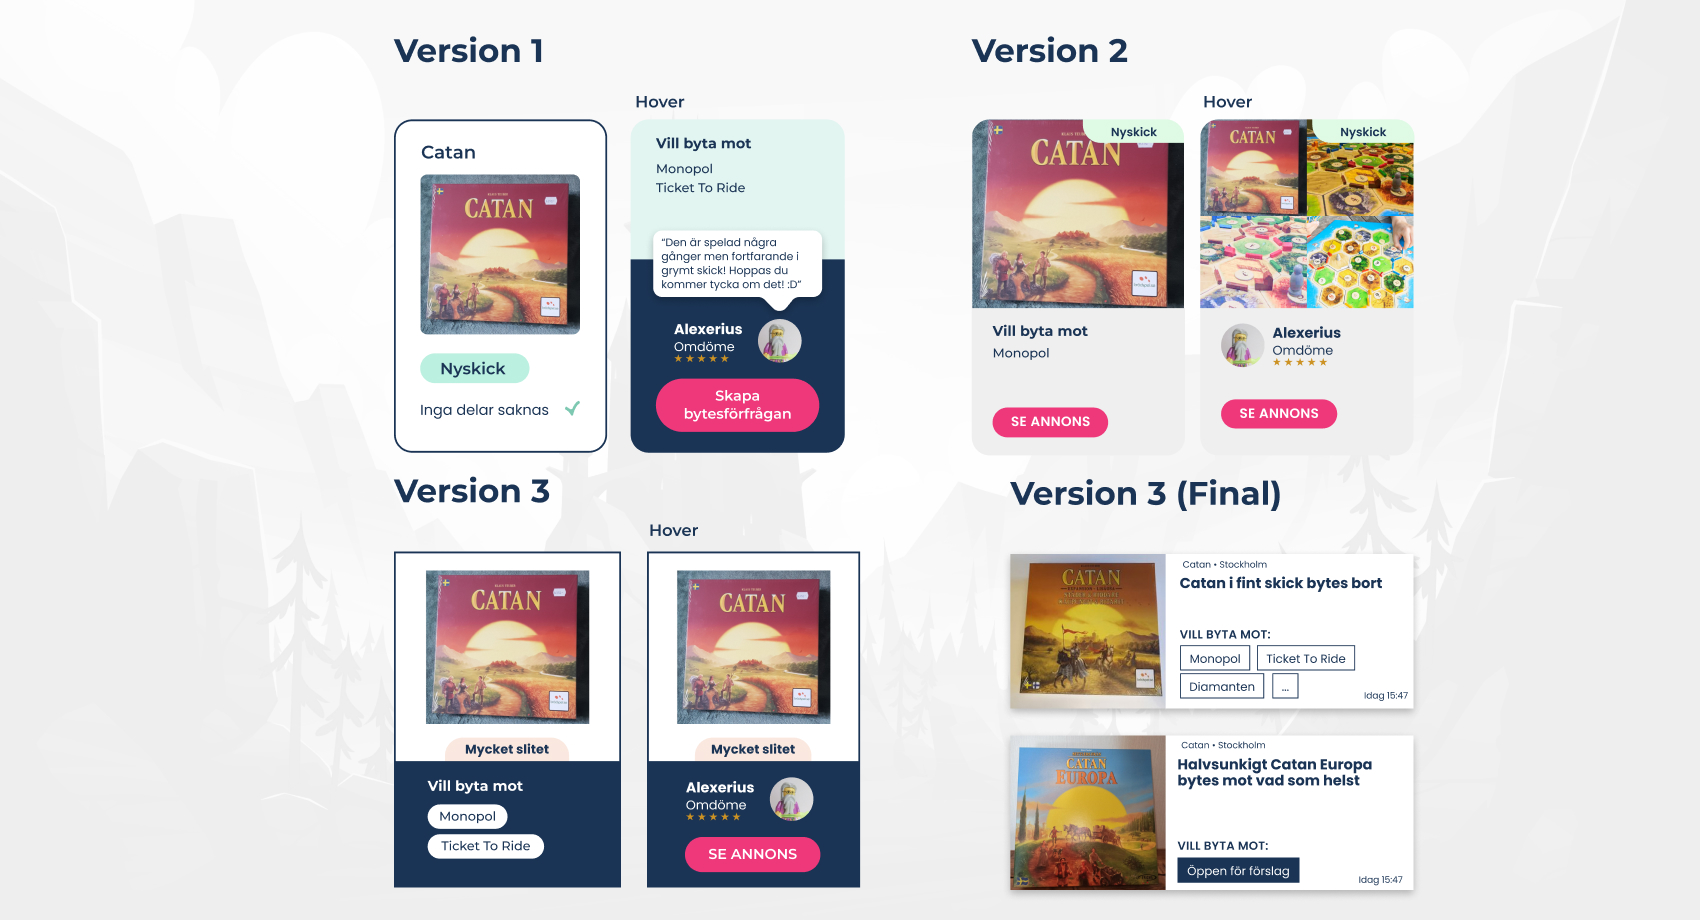 Version 1
Hover
Catan
CATAN
Nyskick
Inga delar saknas
Vill byta mot
Monopol
Ticket To Ride
“Den är spelad några
gånger men fortfarande i
grymt skick! Hoppas du
kommer tycka om det! :D”
Alexerius
Omdöme
Skapa
bytesförfrågan
Version 2
Hover
Nyskick
CATAN
Vill byta mot
Monopol
SE ANNONS
Nyskick
CATAN
Alexerius
Omdöme
SE ANNONS
Version 3
Hover
CATAN
Mycket slitet
Vill byta mot
Monopol
Ticket To Ride
CATAN
Mycket slitet
Alexerius
Omdöme
SE ANNONS
Version 3 (Final)
CATAN
Catan • Stockholm
Catan i fint skick bytes bort
VILL BYTA MOT:
Monopol
Ticket To Ride
Diamanten
...
Idag 15:47
CATAN
EUROPA
Catan • Stockholm
Halvsunkigt Catan Europa
bytes mot vad som helst
VILL BYTA MOT:
Öppen för förslag
Idag 15:47